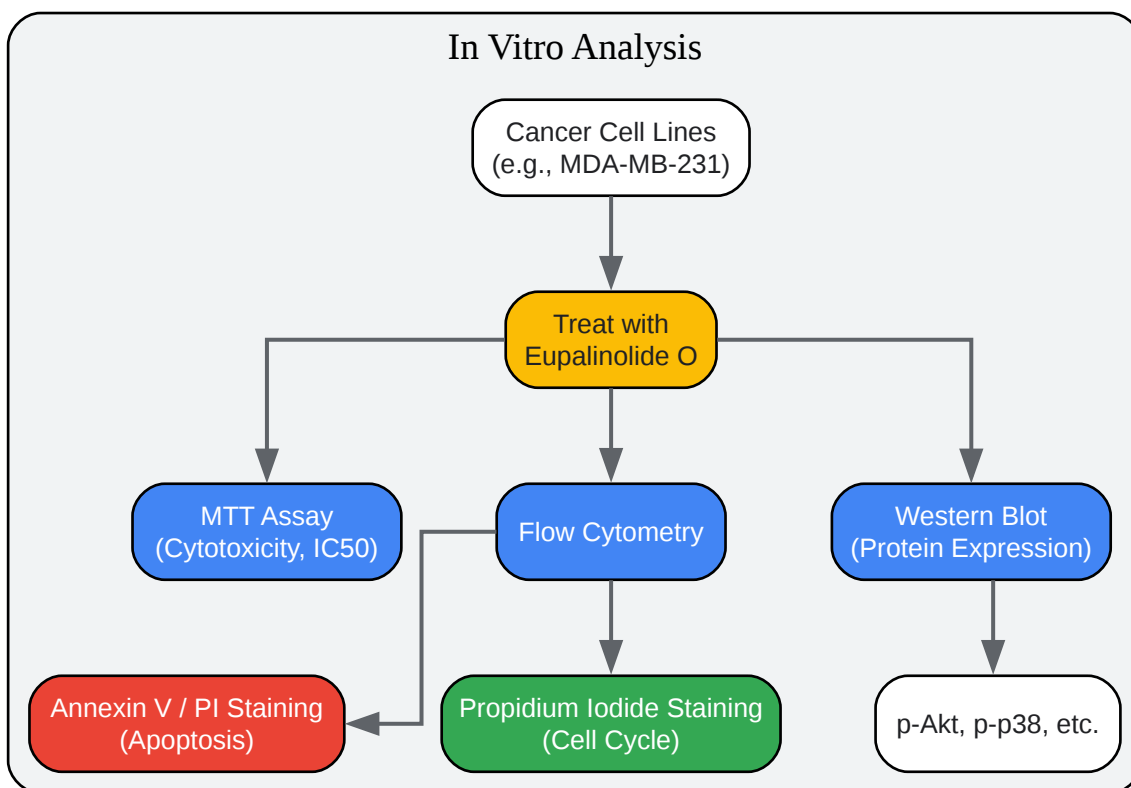 In Vitro Analysis
Cancer Cell Lines
(e.g., MDA-MB-231)
Treat with
Eupalinolide O
MTT Assay
(Cytotoxicity, IC50)
Flow Cytometry
Western Blot
(Protein Expression)
Annexin V / PI Staining
(Apoptosis)
Propidium Iodide Staining
(Cell Cycle)
p-Akt, p-p38, etc.